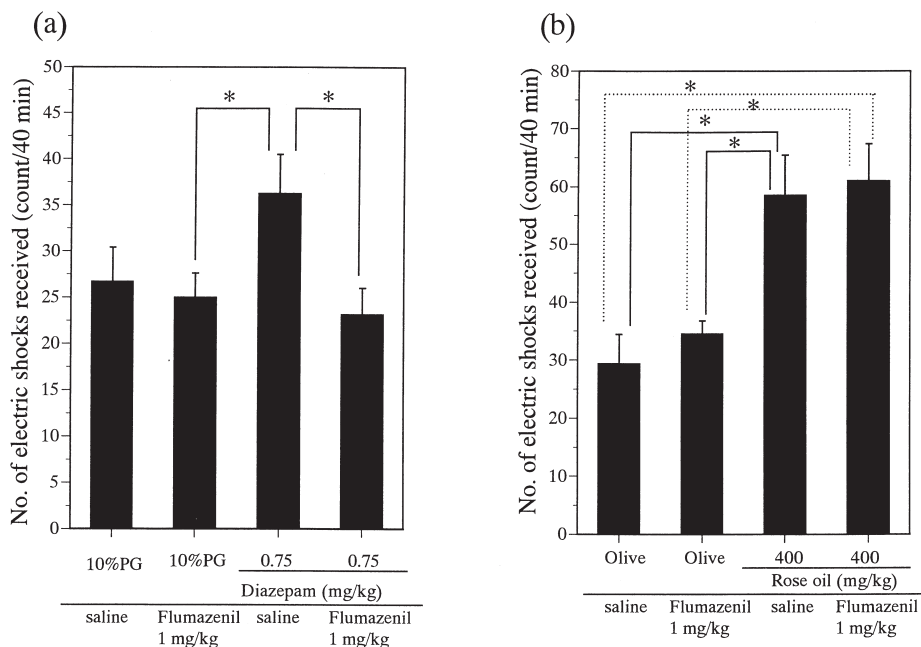 (a)
No. of electric shocks received (count/40 min)
50
45
40
35
30
25
20
15
10
5
0
*
*
10%PG 10%PG 0.75 0.75
Diazepam (mg/kg)
saline Flumazenil saline Flumazenil
1 mg/kg 1 mg/kg
(b)
No. of electric shocks received (count/40 min)
80
70
60
50
40
30
20
10
0
*
*
*
*
Olive Olive 400 400
Rose oil (mg/kg)
saline Flumazenil saline Flumazenil
1 mg/kg 1 mg/kg